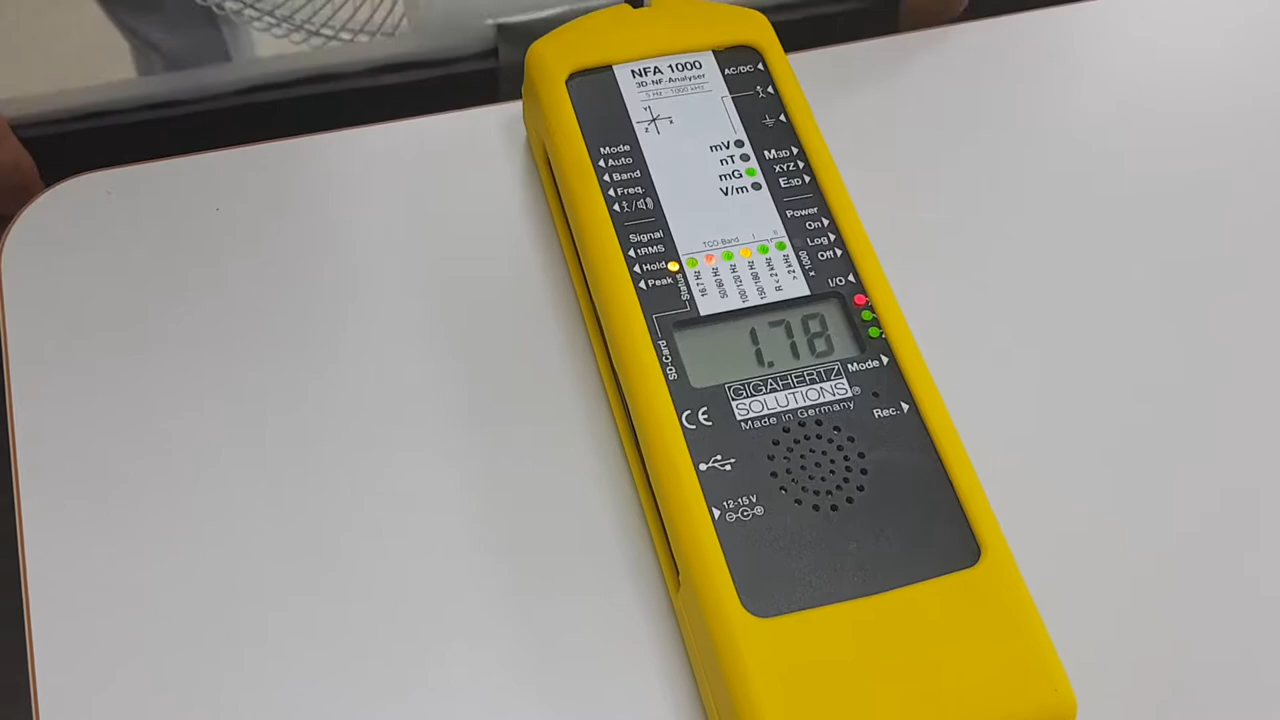 NFA 1000
3D-NF-Analyser
5 Hz - 1000 kHz
Y
X
Z
AC/DC
Mode
Auto
Band
Freq.
mV
nT
mG
V/m
M3D
XYZ
E3D
Power
On
Log
Off
I/O
Signal
tRMS
Hold
Peak
Status
TCO-Band
16.7 Hz
50/60 Hz
100/120 Hz
150/180 Hz
R < 2 kHz
> 2 kHz
x 1000
SD-Card
1.78
Mode
GIGAHERTZ
SOLUTIONS®
Made in Germany
CE
Rec.
12-15 V